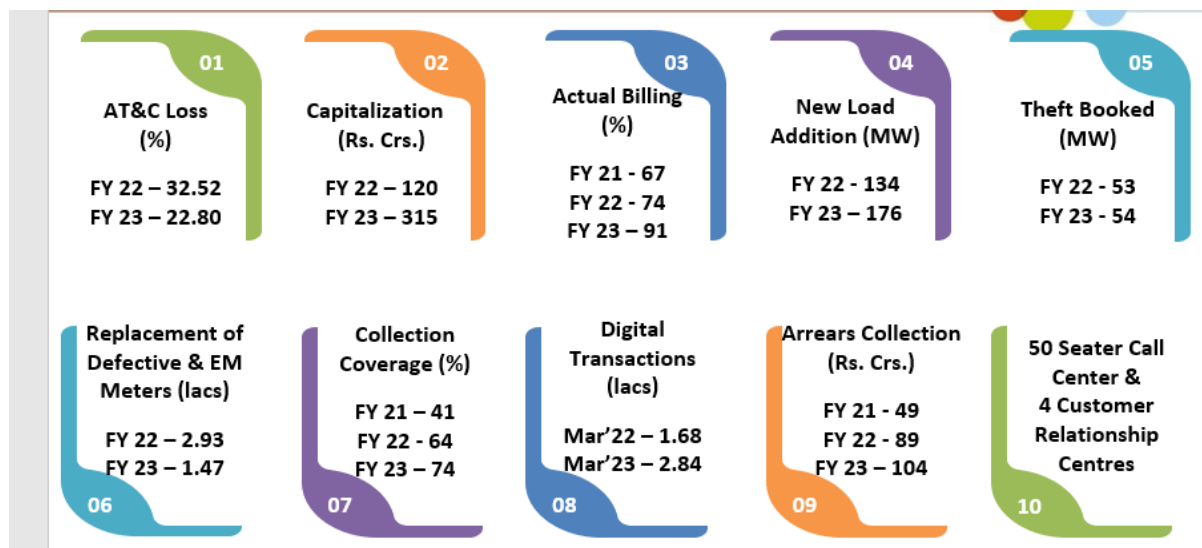 01
AT&C Loss
(%)
FY 22 – 32.52
FY 23 – 22.80
02
Capitalization
(Rs. Crs.)
FY 22 – 120
FY 23 – 315
03
Actual Billing
(%)
FY 21 - 67
FY 22 - 74
FY 23 – 91
04
New Load
Addition (MW)
FY 22 - 134
FY 23 – 176
05
Theft Booked
(MW)
FY 22 - 53
FY 23 - 54
Replacement of
Defective & EM
Meters (lacs)
FY 22 – 2.93
FY 23 – 1.47
06
Collection
Coverage (%)
FY 21 – 41
FY 22 - 64
FY 23 – 74
07
Digital
Transactions
(lacs)
Mar’22 – 1.68
Mar’23 – 2.84
08
Arrears Collection
(Rs. Crs.)
FY 21 - 49
FY 22 - 89
FY 23 – 104
09
50 Seater Call
Center &
4 Customer
Relationship
Centres
10